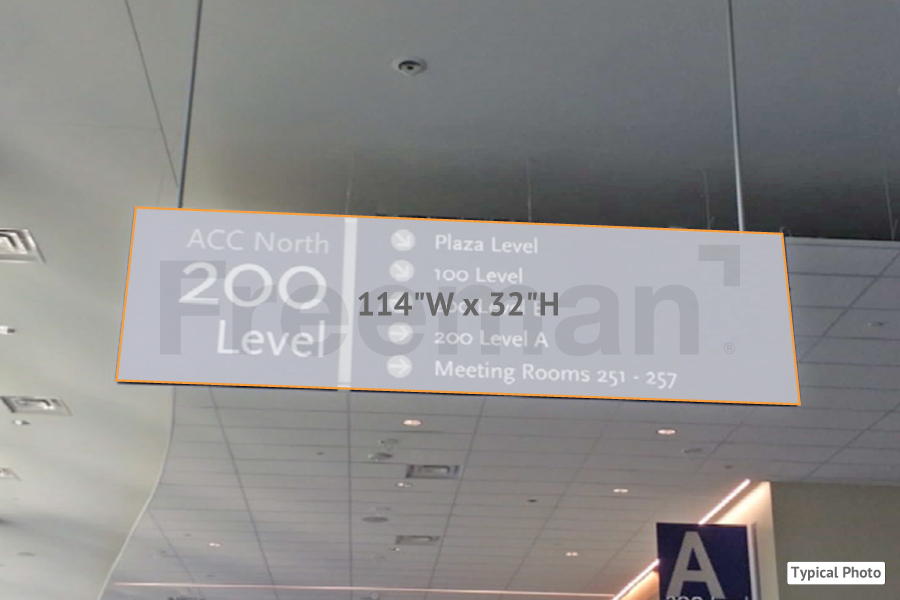 ACC North
200
Level
Plaza Level
100 Level
200 Level A
Meeting Rooms 251 - 257
114"W x 32"H
Freeman
®
A
Typical Photo